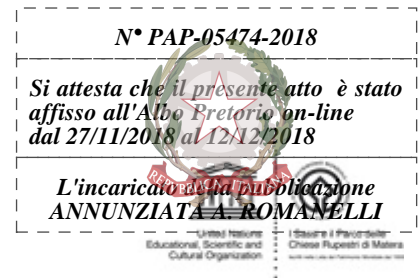 N° PAP-05474-2018
Si attesta che il presente atto è stato
affisso all'Albo Pretorio on-line
dal 27/11/2018 al 12/12/2018
L'incaricato della pubblicazione
ANNUNZIATA A. ROMANELLI
United Nations
Educational, Scientific and
Cultural Organization
I Sassi e il Parco delle
Chiese Rupestri di Matera